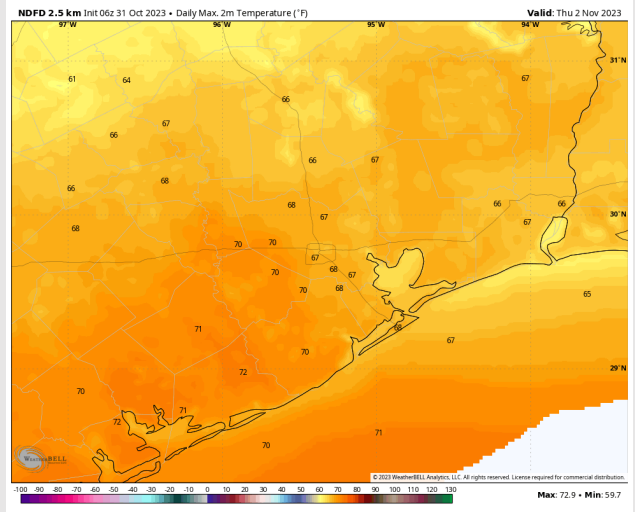 NDFD 2.5 km Init 06z 31 Oct 2023 • Daily Max. 2m Temperature (°F) Valid: Thu 2 Nov 2023
97°W 96°W 95°W 94°W
31°N
61 64 67
66
67
66
66 67
68
66
68 66 66
67 67
30°N
68
70 70
67
70 68 67
70 68
65
71 68
67
70
29°N
72
70
71
72
71
70
WeatherBELL
© 2023 WeatherBELL Analytics, LLC. All rights reserved. License required for commercial distribution.
-100 -90 -80 -70 -60 -50 -40 -30 -20 -10 0 10 20 30 40 50 60 70 80 90 100 110 120 130
Max: 72.9 • Min: 59.7